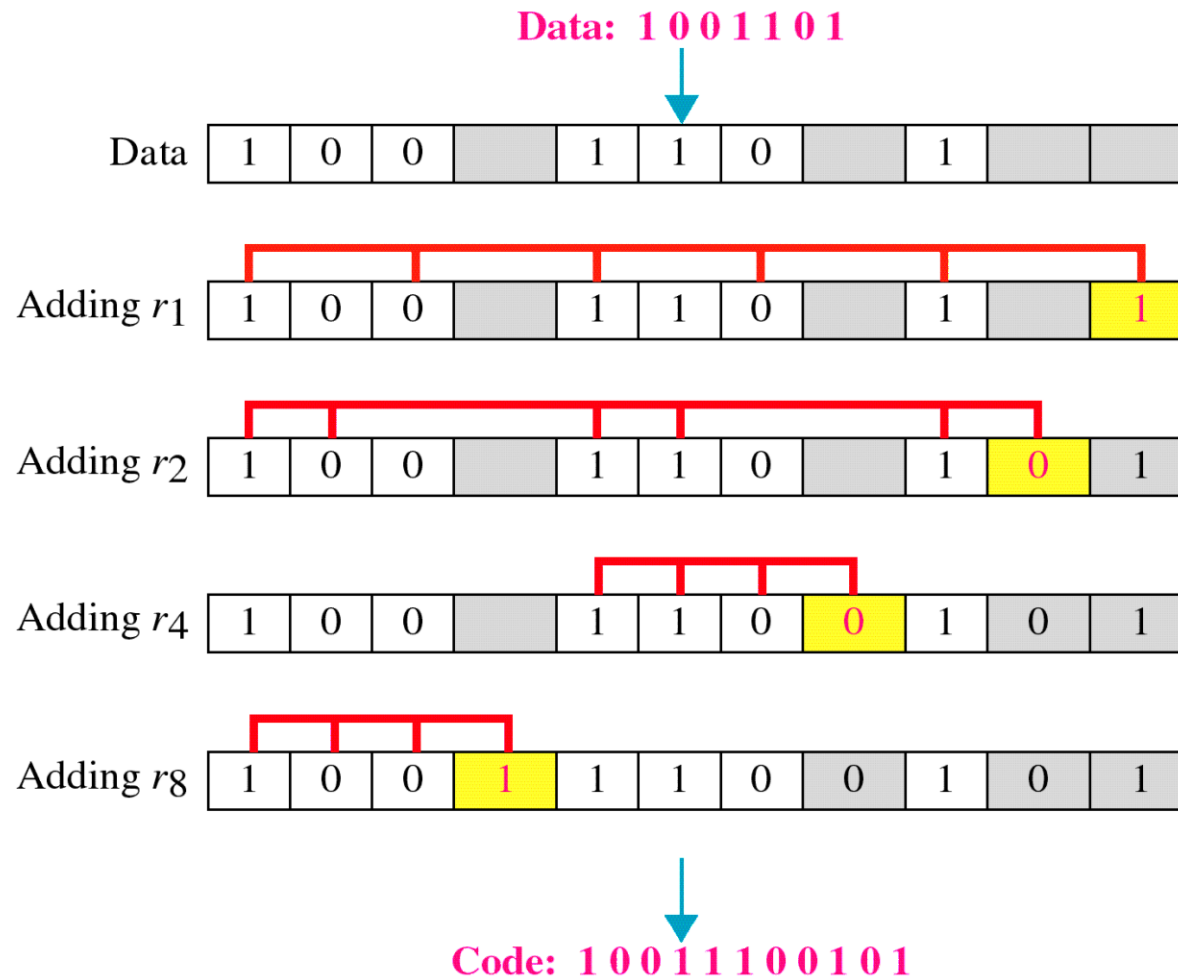 Data: 1 0 0 1 1 0 1
Data 1 0 0 1 1 0 1
Adding r1 1 0 0 1 1 0 1 1
Adding r2 1 0 0 1 1 0 1 0 1
Adding r4 1 0 0 1 1 0 0 1 0 1
Adding r8 1 0 0 1 1 1 0 0 1 0 1
Code: 1 0 0 1 1 1 0 0 1 0 1